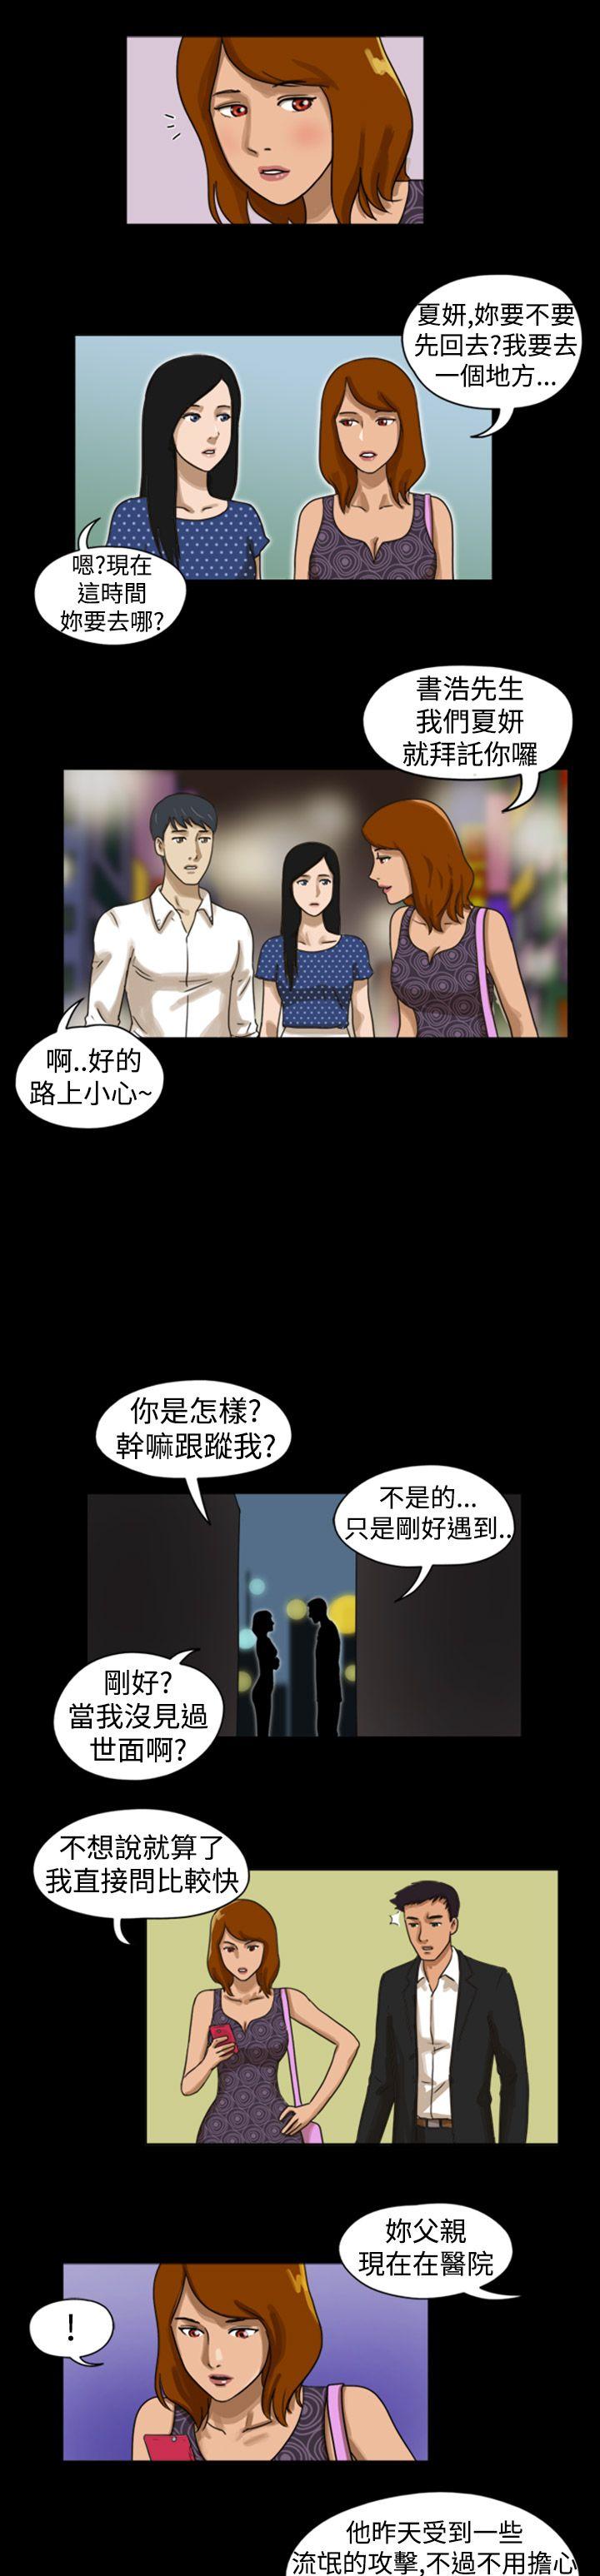 夏妍,妳要不要
先回去?我要去
一個地方...
嗯?現在
這時間
妳要去哪?
書浩先生
我們夏妍
就拜託你囉
啊..好的
路上小心~
你是怎樣?
幹嘛跟蹤我?
不是的...
只是剛好遇到..
剛好?
當我沒見過
世面啊?
不想說就算了
我直接問比較快
妳父親
現在在醫院
!
他昨天受到一些
流氓的攻擊,不過不用擔心